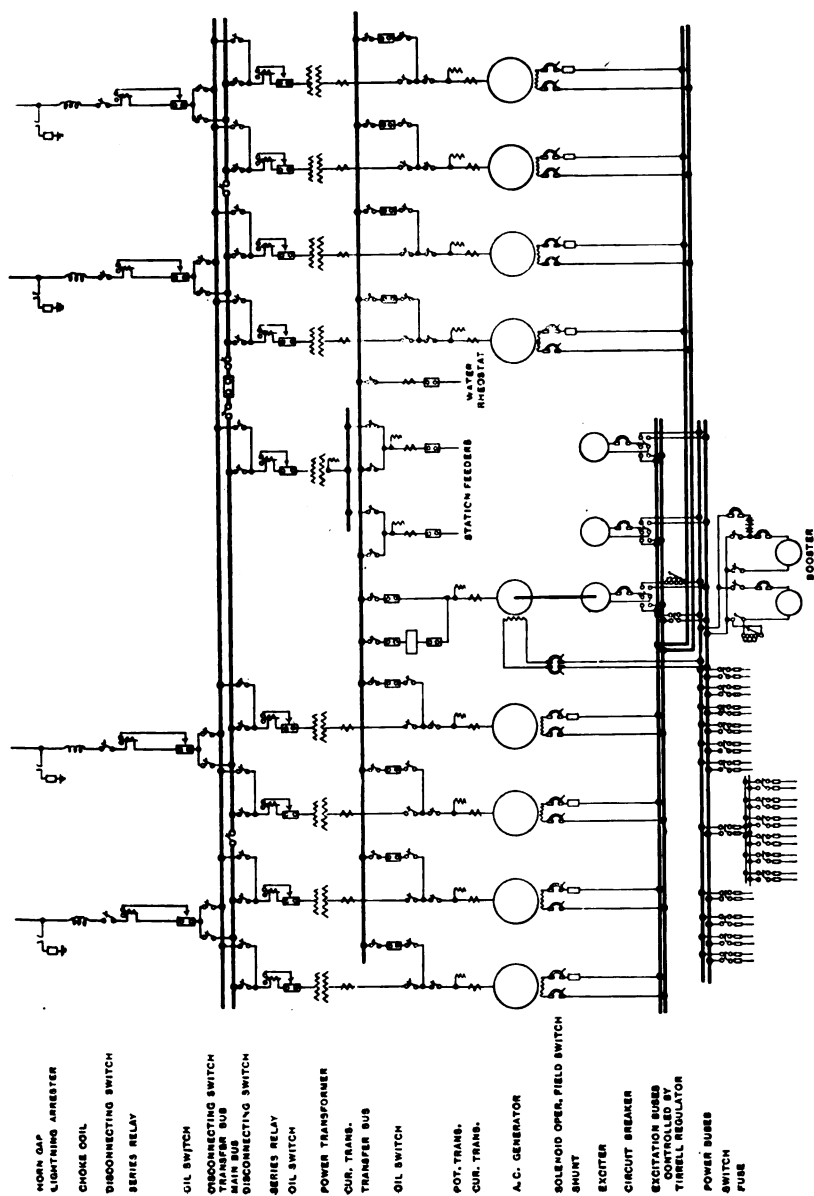 HORN GAP
LIGHTNING ARRESTER
CHOKE COIL
DISCONNECTING SWITCH
SERIES RELAY
OIL SWITCH
DISCONNECTING SWITCH
TRANSFER BUS
MAIN BUS
DISCONNECTING SWITCH
SERIES RELAY
OIL SWITCH
POWER TRANSFORMER
CUR. TRANS.
TRANSFER BUS
OIL SWITCH
POT. TRANS.
CUR. TRANS.
A.C. GENERATOR
SOLENOID OPER. FIELD SWITCH
SHUNT
EXCITER
CIRCUIT BREAKER
EXCITATION BUSES
CONTROLLED BY
TIRRELL REGULATOR
POWER BUSES
SWITCH
FUSE
WATER
RHEOSTAT
STATION FEEDERS
BOOSTER